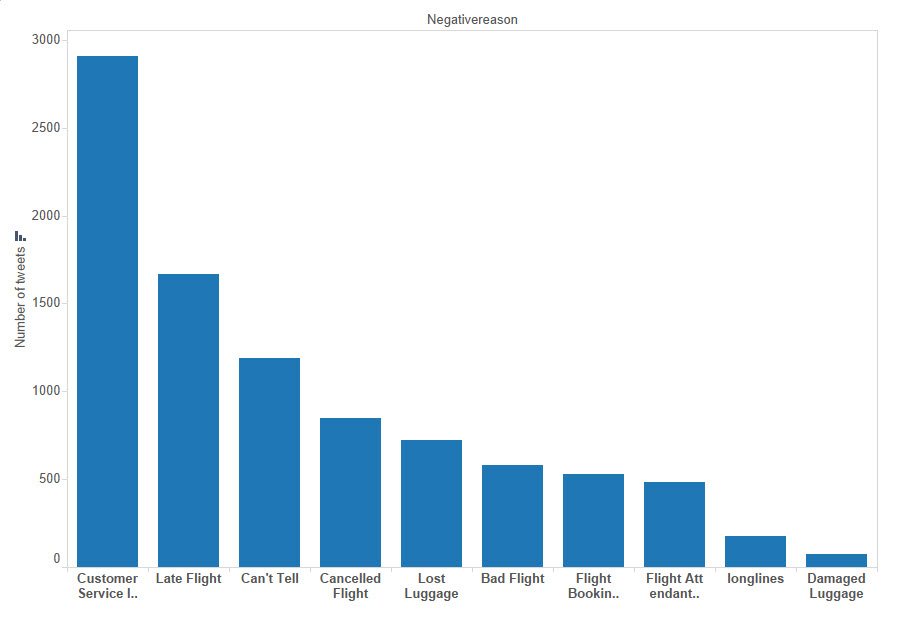 Negativereason
3000
2500
2000
1500
1000
500
0
Number of tweets
Customer
Service I..
Late Flight
Can't Tell
Cancelled
Flight
Lost
Luggage
Bad Flight
Flight
Bookin..
Flight Att
endant..
longlines
Damaged
Luggage